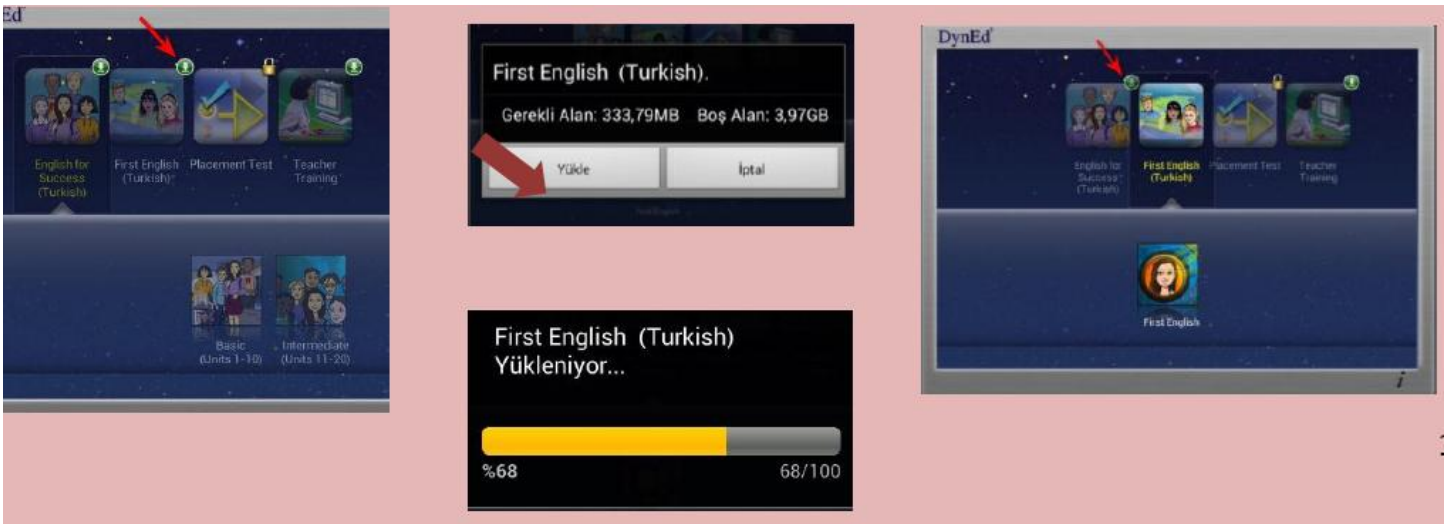 Ed
English for
Success
(Turkish)
First English
(Turkish)
Placement Test
Teacher
Training
Basic
(Units 1-10)
Intermediate
(Units 11-20)
First English (Turkish).
Gerekli Alan: 333,79MB Boş Alan: 3,97GB
Yükle
İptal
First English
First English (Turkish)
Yükleniyor...
%68
68/100
DynEd
English for
Success
(Turkish)
First English
(Turkish)
Placement Test
Teacher
Training
First English
i